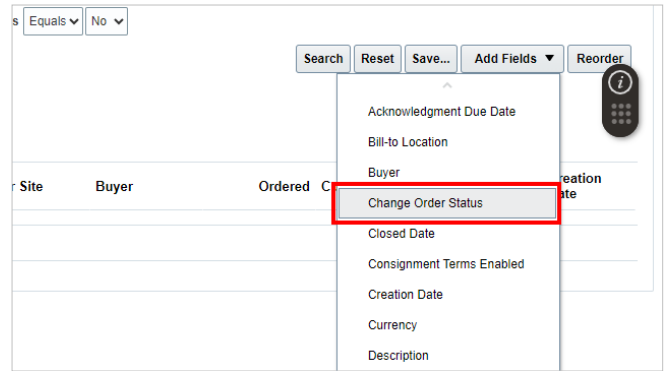 s Equals No
Search Reset Save... Add Fields Reorder
Acknowledgment Due Date
Bill-to Location
Buyer
Site Buyer Ordered reation
ate
Change Order Status
Closed Date
Consignment Terms Enabled
Creation Date
Currency
Description